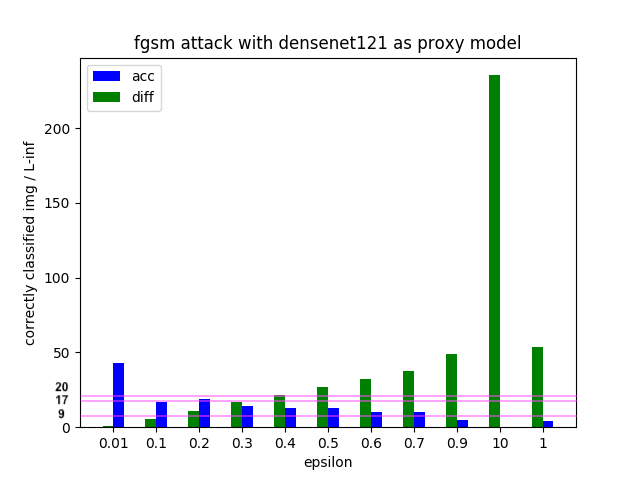 fgsm attack with densenet121 as proxy model
acc
diff
correctly classified img / L-inf
200
150
100
50
20
17
9
0
0.01 0.1 0.2 0.3 0.4 0.5 0.6 0.7 0.9 10 1
epsilon